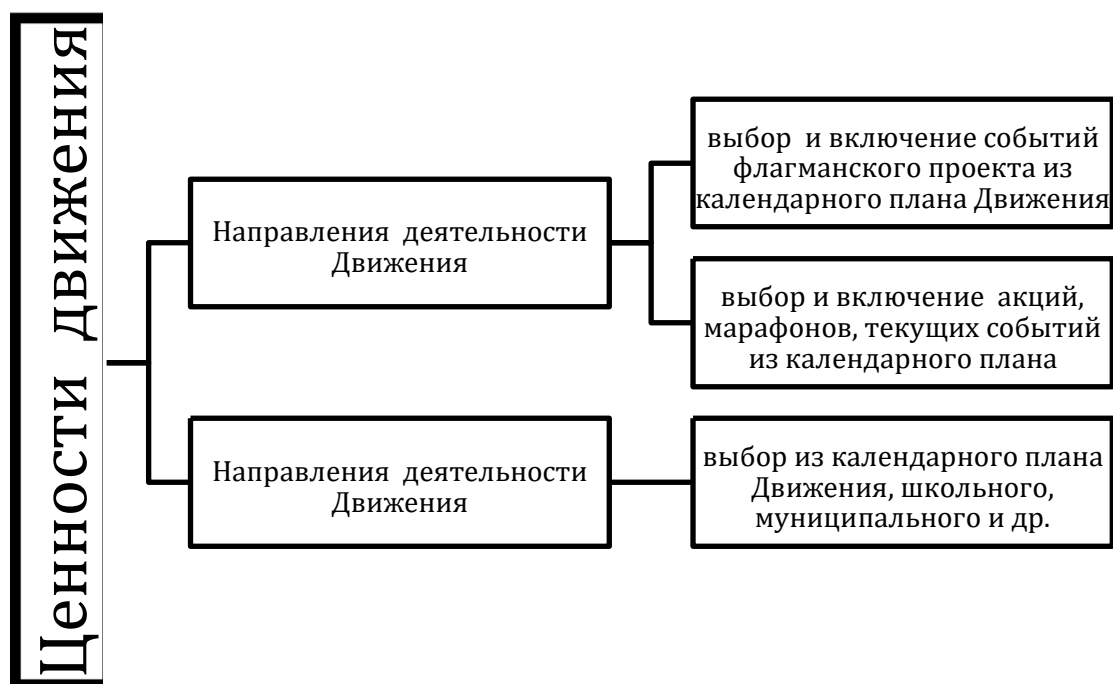 Ценности движения
Направления деятельности
Движения
выбор и включение событий
флагманского проекта из
календарного плана Движения
выбор и включение акций,
марафонов, текущих событий
из календарного плана
Направления деятельности
Движения
выбор из календарного плана
Движения, школьного,
муниципального и др.